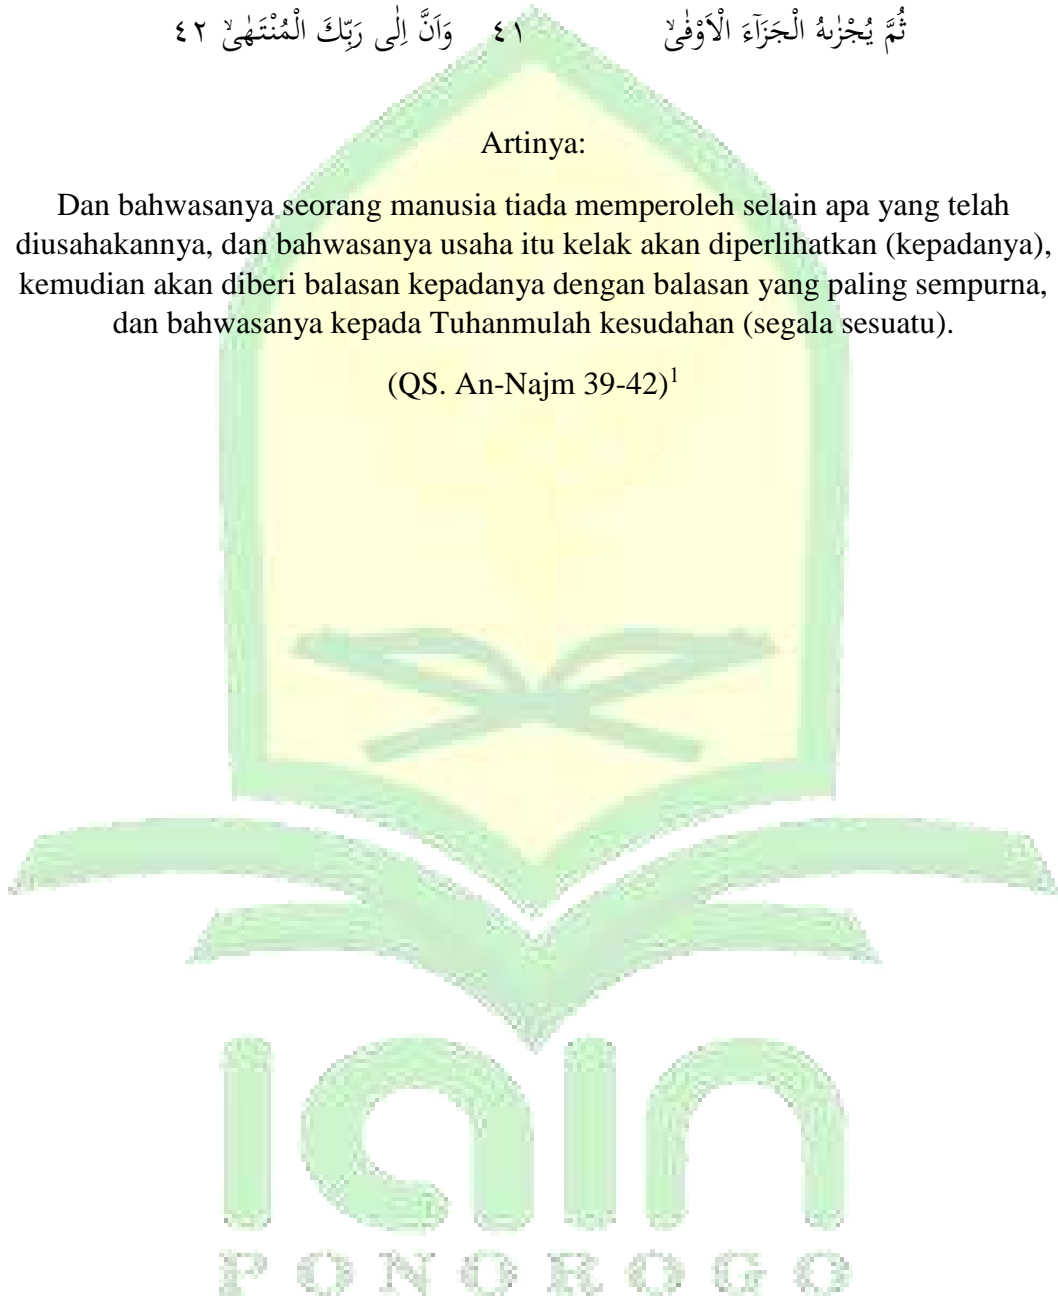 ثُمَّ يُجْزٰىهُ الْجَزَاۤءَ الْاَوْفٰىۙ ٤١ وَاَنَّ اِلٰى رَبِّكَ الْمُنْتَهٰىۙ ٤٢
Artinya:
Dan bahwasanya seorang manusia tiada memperoleh selain apa yang telah
diusahakannya, dan bahwasanya usaha itu kelak akan diperlihatkan (kepadanya),
kemudian akan diberi balasan kepadanya dengan balasan yang paling sempurna,
dan bahwasanya kepada Tuhanmulah kesudahan (segala sesuatu).
(QS. An-Najm 39-42)¹
iain
PONOROGO